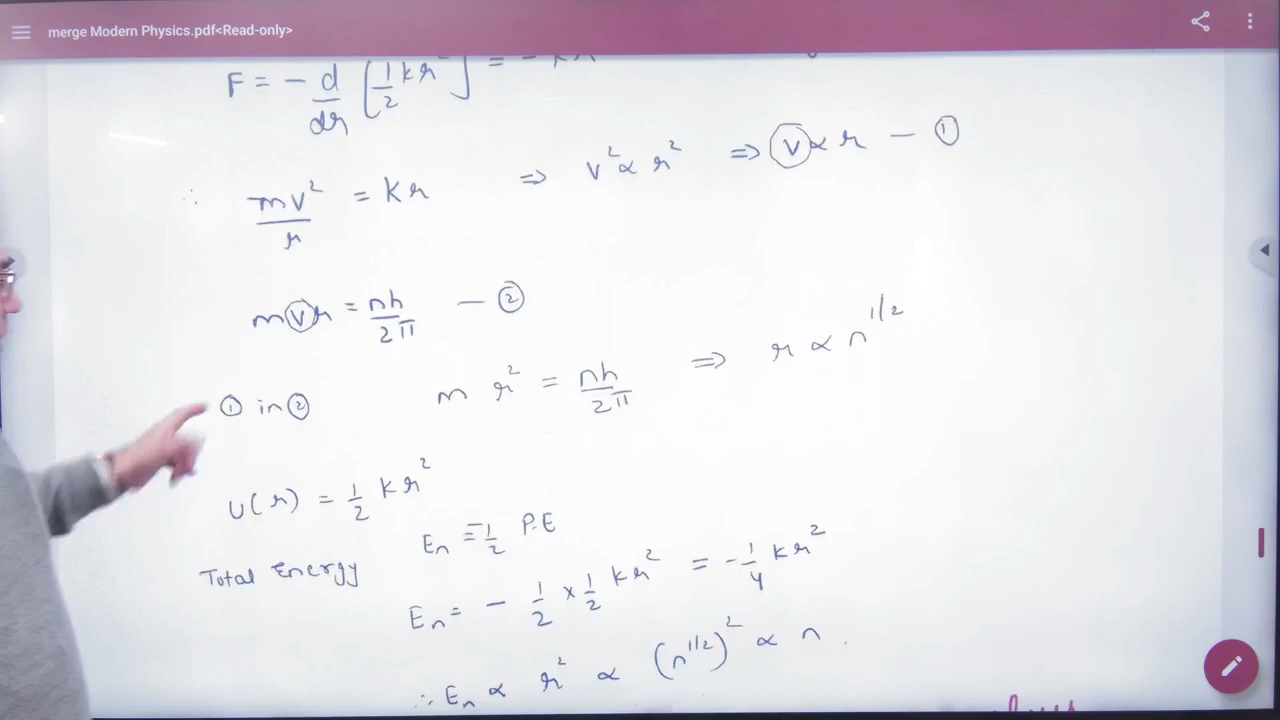 merge Modern Physics.pdf<Read-only>
F = - d/dr [1/2 kr²] = - kr
∴ mv²/r = kr ⇒ v² ∝ r² ⇒ v ∝ r — ①
mvr = nh/2π — ②
① in ② m r² = nh/2π ⇒ r ∝ n^1/2
U(r) = 1/2 kr²
En = -1/2 P.E
Total Energy
En = - 1/2 × 1/2 kr² = -1/4 kr²
∴ En ∝ r² ∝ (n^1/2)² ∝ n .